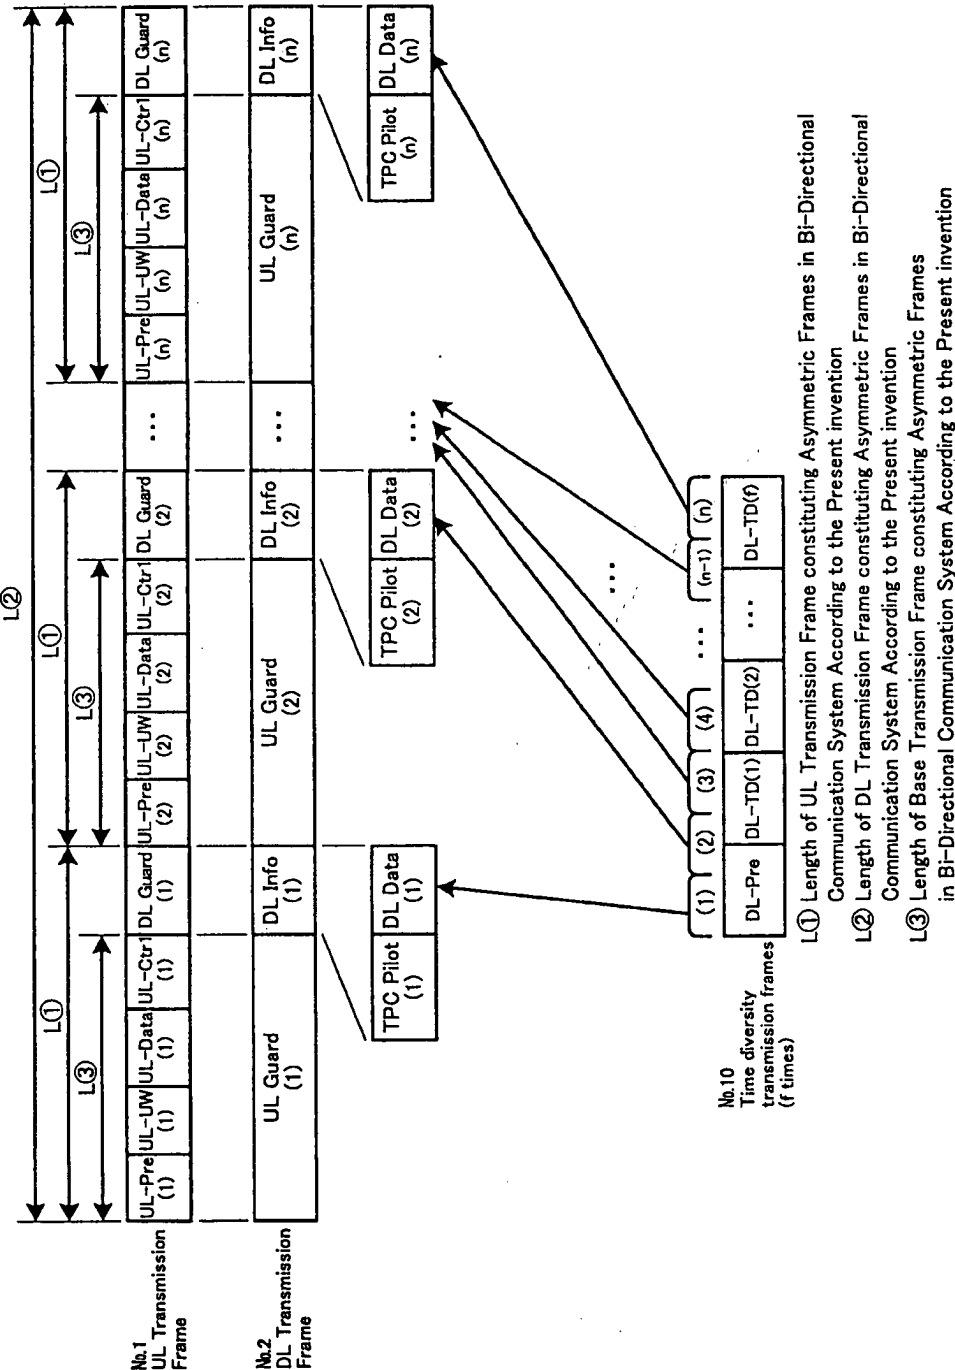 L②
L① L① L①
L③ L③ L③
No.1
UL Transmission
Frame
UL-Pre
(1)
UL-UW
(1)
UL-Data
(1)
UL-Ctrl
(1)
DL Guard
(1)
UL-Pre
(2)
UL-UW
(2)
UL-Data
(2)
UL-Ctrl
(2)
DL Guard
(2)
...
UL-Pre
(n)
UL-UW
(n)
UL-Data
(n)
UL-Ctrl
(n)
DL Guard
(n)
No.2
DL Transmission
Frame
UL Guard
(1)
DL Info
(1)
UL Guard
(2)
DL Info
(2)
...
UL Guard
(n)
DL Info
(n)
TPC Pilot
(1)
DL Data
(1)
TPC Pilot
(2)
DL Data
(2)
...
TPC Pilot
(n)
DL Data
(n)
...
(1) (2) (3) (4) ... (n-1) (n)
No.10
Time diversity
transmission frames
(f times)
DL-Pre DL-TD(1) DL-TD(2) ... DL-TD(f)
L① Length of UL Transmission Frame constituting Asymmetric Frames in Bi-Directional
Communication System According to the Present invention
L② Length of DL Transmission Frame constituting Asymmetric Frames in Bi-Directional
Communication System According to the Present invention
L③ Length of Base Transmission Frame constituting Asymmetric Frames
in Bi-Directional Communication System According to the Present invention